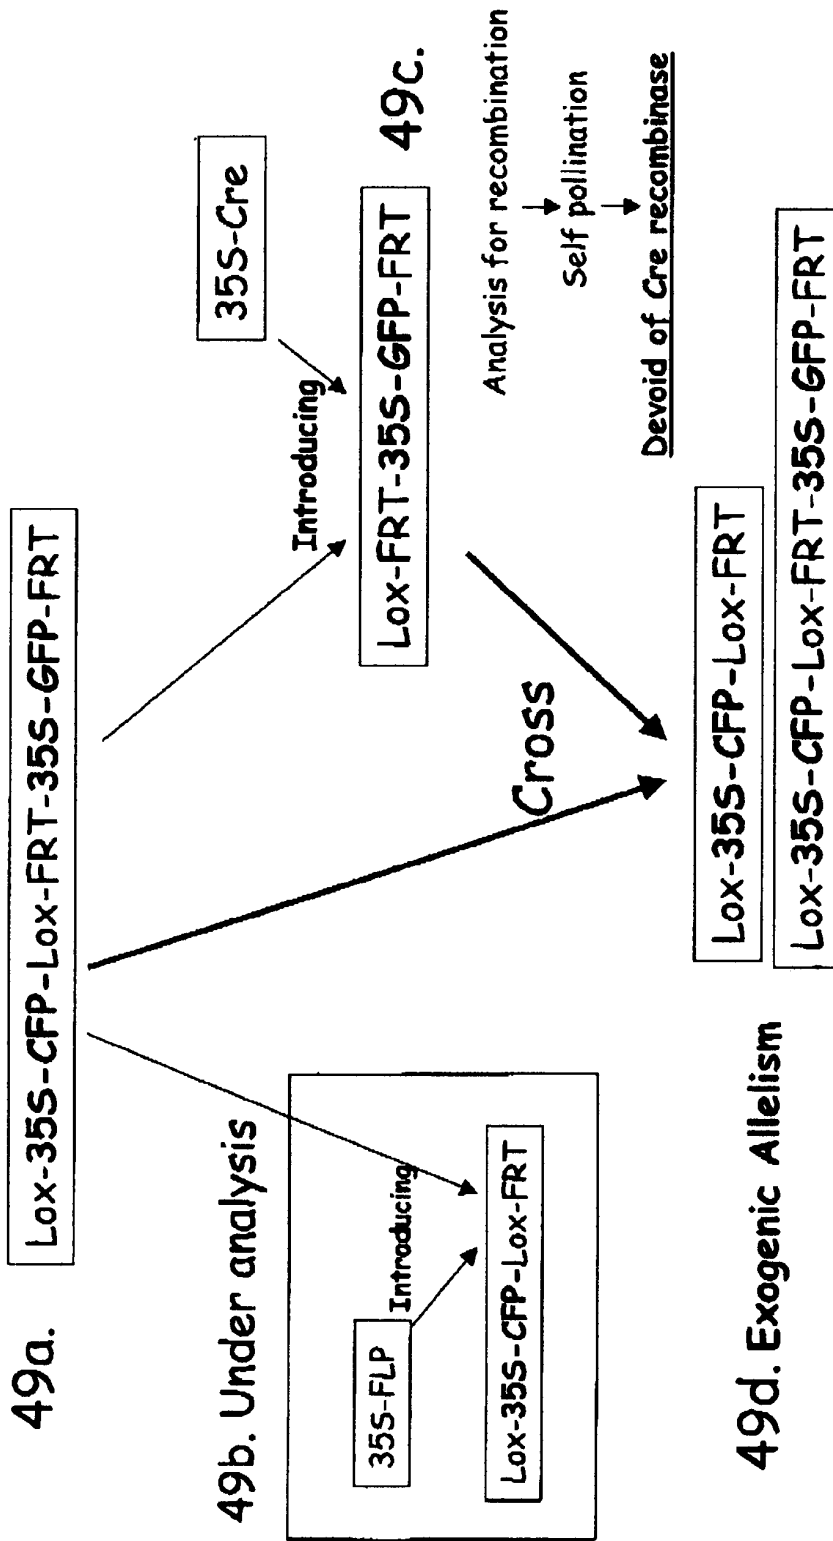 49a.
Lox-35S-CFP-Lox-FRT-35S-GFP-FRT
49b. Under analysis
35S-FLP
Introducing
Lox-35S-CFP-Lox-FRT
35S-Cre
Introducing
Lox-FRT-35S-GFP-FRT
49c.
Analysis for recombination
Self pollination
Devoid of Cre recombinase
Cross
49d. Exogenic Allelism
Lox-35S-CFP-Lox-FRT
Lox-35S-CFP-Lox-FRT-35S-GFP-FRT